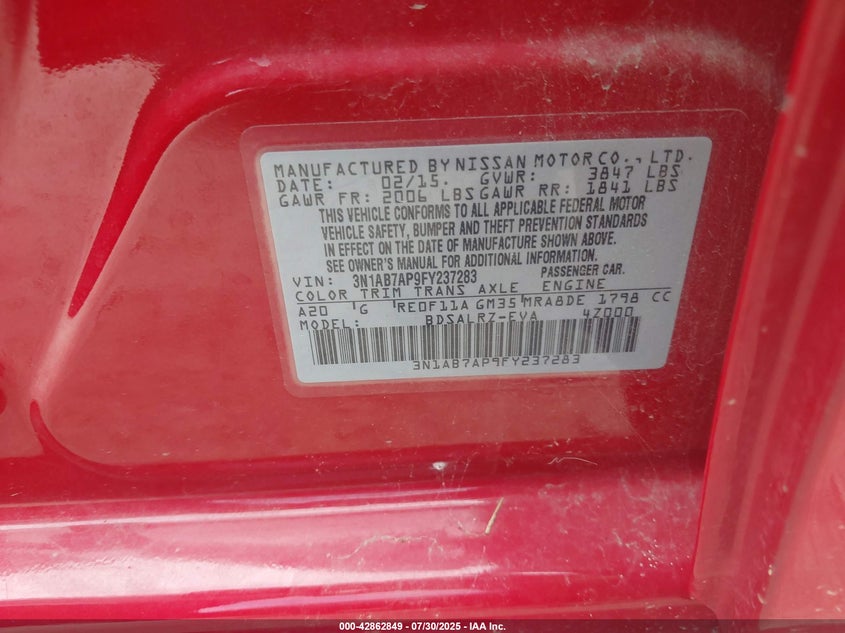 MANUFACTURED BY NISSAN MOTOR CO., LTD.
DATE: 02/15. GVWR: 3847 LBS
GAWR FR: 2006 LBS GAWR RR: 1841 LBS
THIS VEHICLE CONFORMS TO ALL APPLICABLE FEDERAL MOTOR
VEHICLE SAFETY, BUMPER AND THEFT PREVENTION STANDARDS
IN EFFECT ON THE DATE OF MANUFACTURE SHOWN ABOVE.
SEE OWNER'S MANUAL FOR ADDITIONAL INFORMATION.
VIN: 3N1AB7AP9FY237283 PASSENGER CAR.
COLOR TRIM TRANS AXLE ENGINE
A20 G RE0F11A GM35 MRA8DE 1798 CC
MODEL: BDSALRZ-EVA 4Z000
3N1AB7AP9FY237283
000-42862849 - 07/30/2025 - IAA Inc.